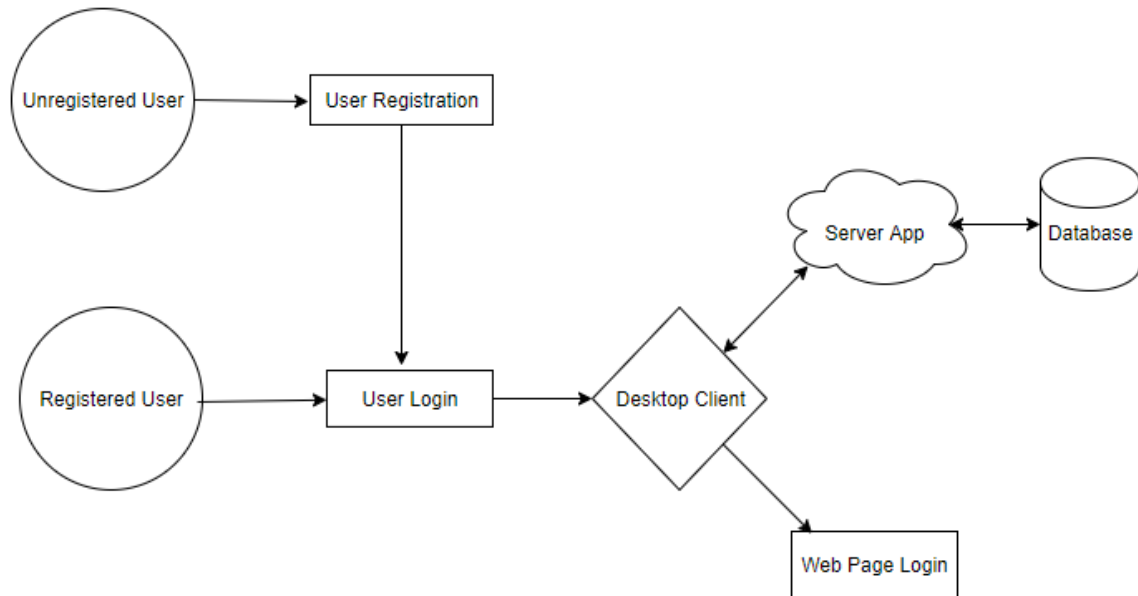 Unregistered User
User Registration
Server App
Database
Registered User
User Login
Desktop Client
Web Page Login